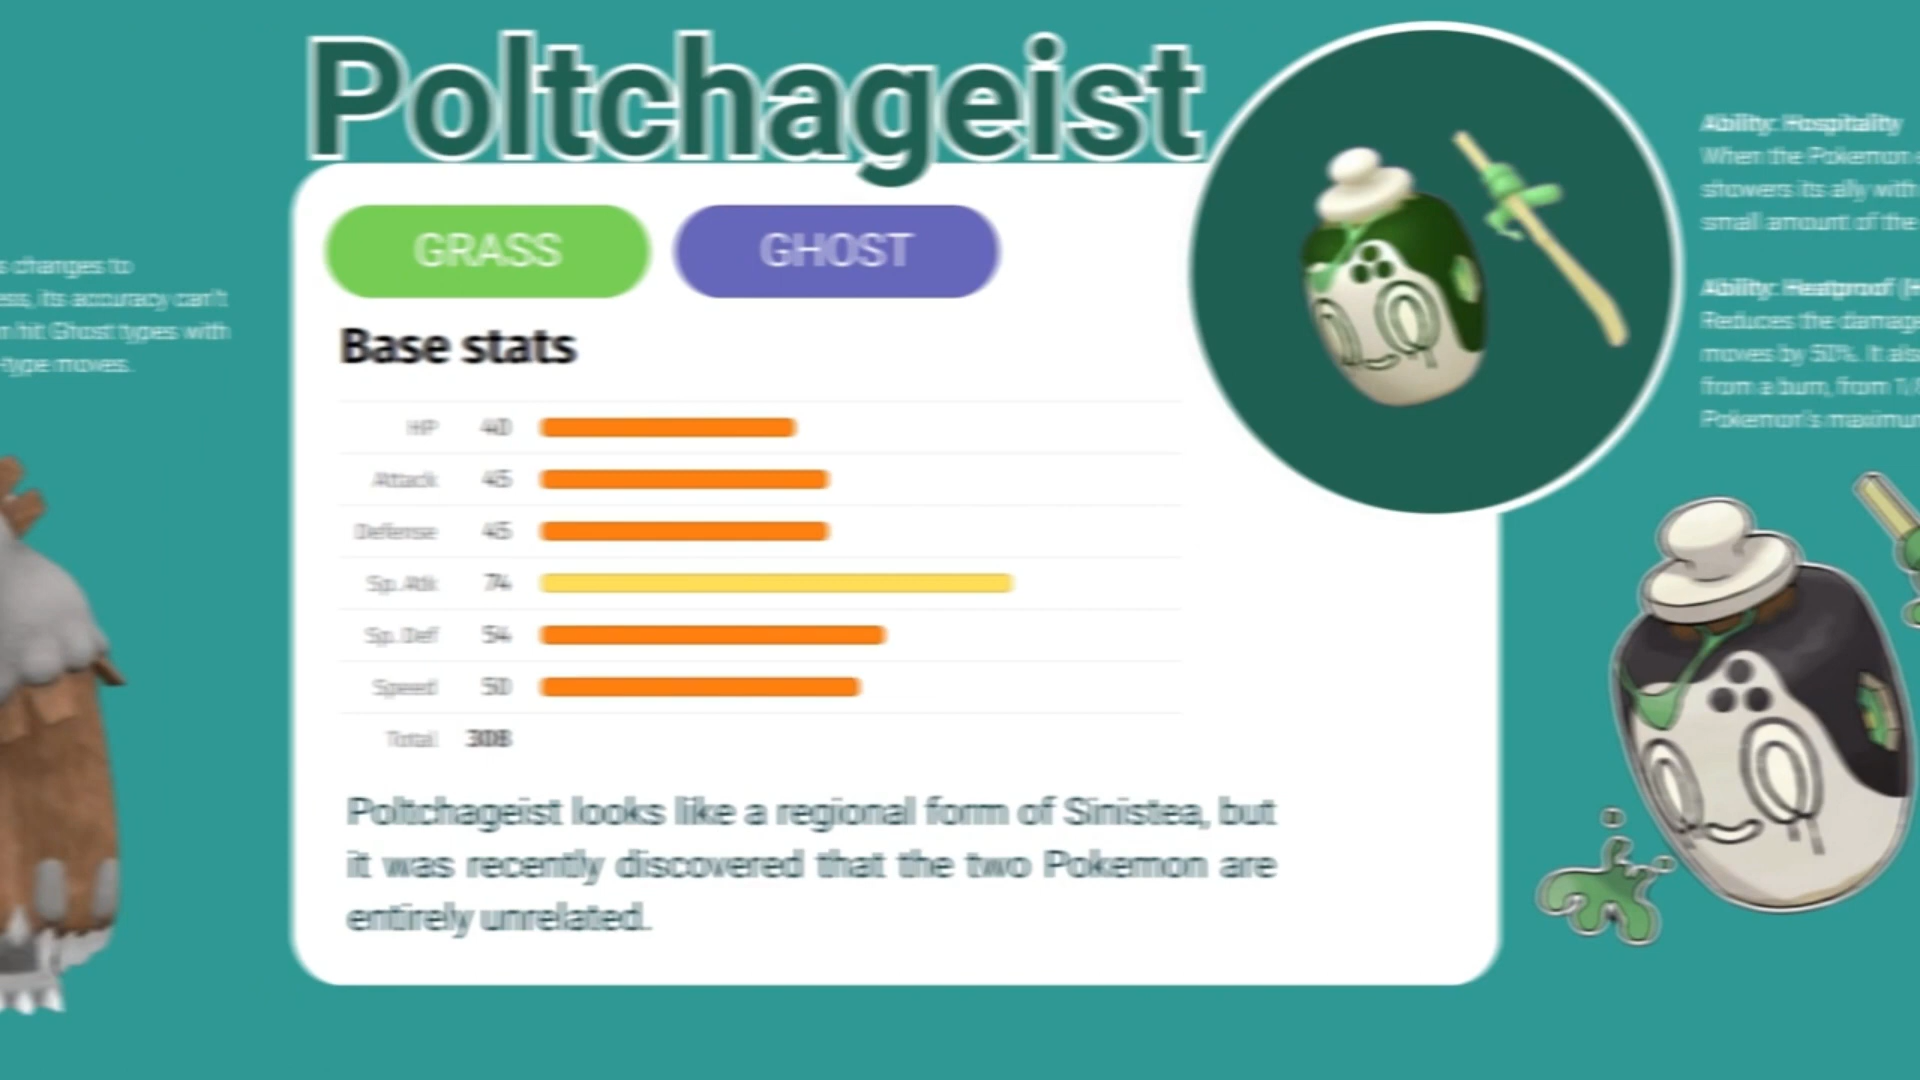 Poltchageist
GRASS
GHOST
Base stats
HP 40
Attack 45
Defense 45
Sp. Atk 74
Sp. Def 54
Speed 50
Total 308
Poltchageist looks like a regional form of Sinistea, but
it was recently discovered that the two Pokemon are
entirely unrelated.
s changes to
ess, its accuracy can't
n hit Ghost types with
-type moves.
Ability: Hospitality
When the Pokemon
showers its ally with
small amount of the
Ability: Heatproof (H
Reduces the damage
moves by 50%. It also
from a burn, from 1/8
Pokemon's maximum